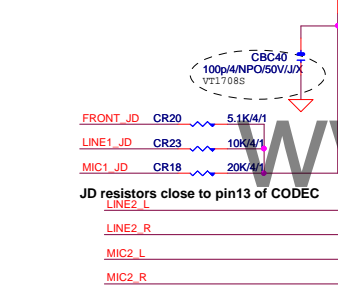 CBC40
100p/4/NPO/50V/J/X
VT1708S
FRONT_JD CR20 5.1K/4/1
LINE1_JD CR23 10K/4/1
MIC1_JD CR18 20K/4/1
JD resistors close to pin13 of CODEC
LINE2_L
LINE2_R
MIC2_L
MIC2_R